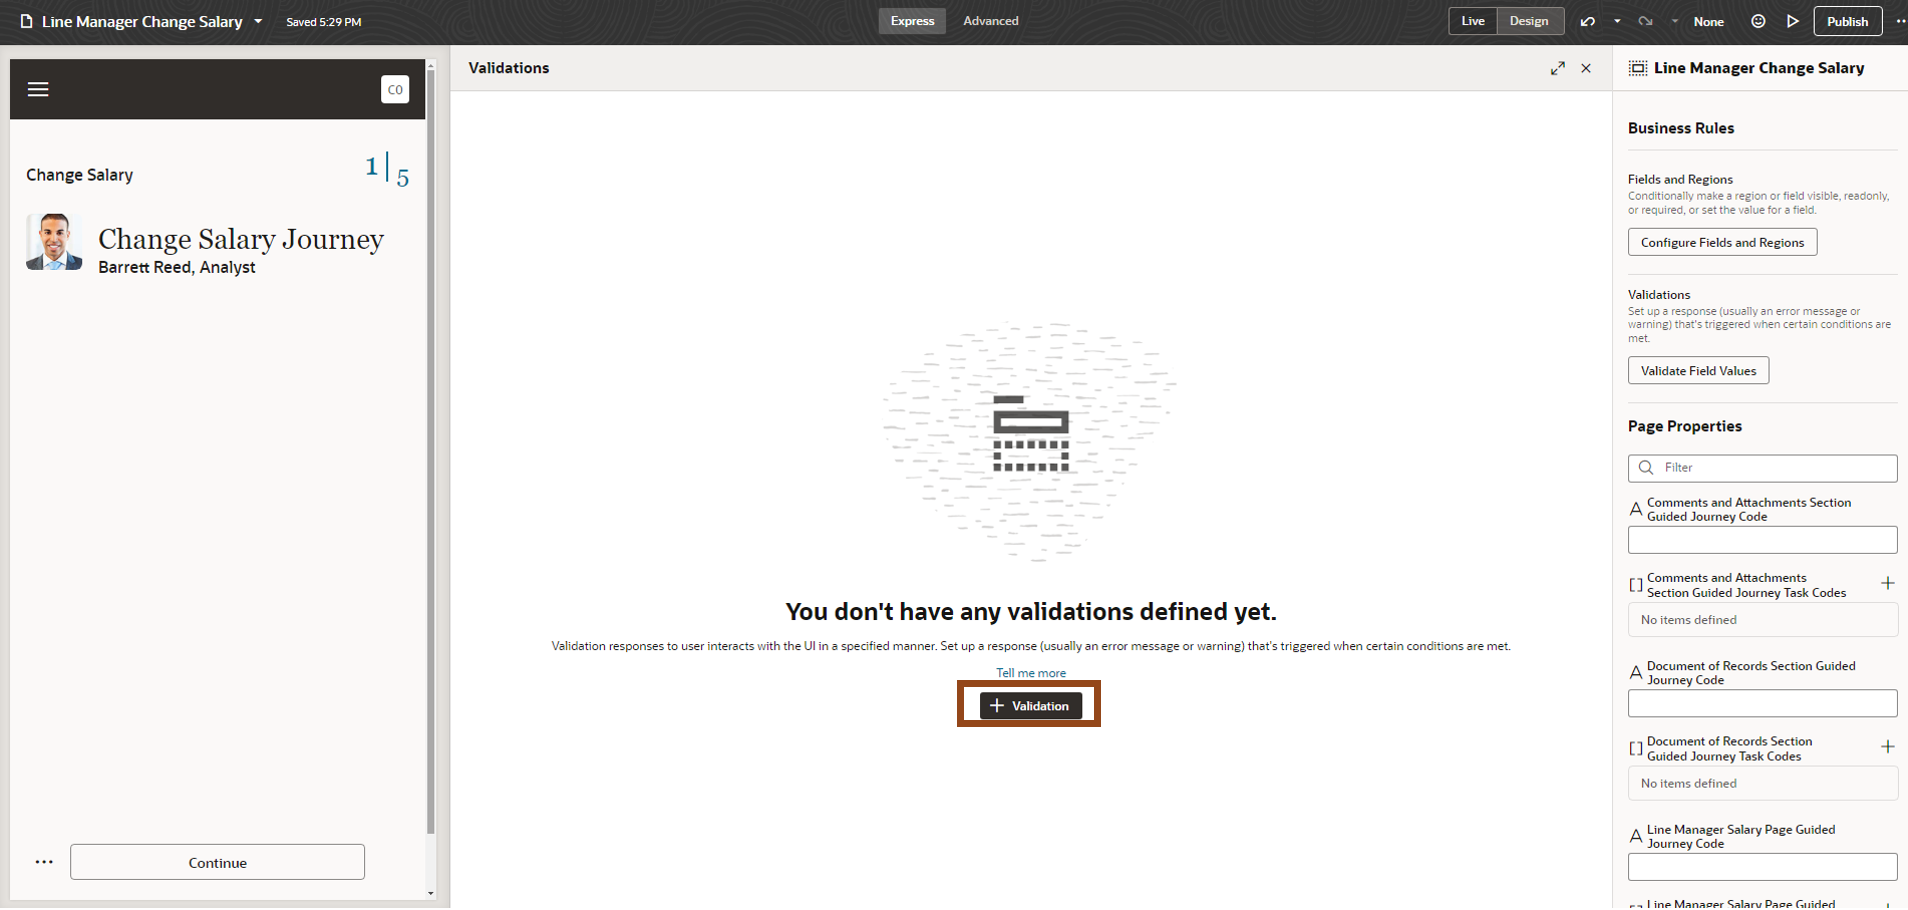 Line Manager Change Salary
Saved 5:29 PM
Express
Advanced
Live
Design
None
Publish
C0
Change Salary
1 | 5
Change Salary Journey
Barrett Reed, Analyst
Continue
Validations
You don't have any validations defined yet.
Validation responses to user interacts with the UI in a specified manner. Set up a response (usually an error message or warning) that's triggered when certain conditions are met.
Tell me more
Validation
Line Manager Change Salary
Business Rules
Fields and Regions
Conditionally make a region or field visible, readonly,
or required, or set the value for a field.
Configure Fields and Regions
Validations
Set up a response (usually an error message or
warning) that's triggered when certain conditions are
met.
Validate Field Values
Page Properties
Filter
Comments and Attachments Section
Guided Journey Code
Comments and Attachments
Section Guided Journey Task Codes
No items defined
Document of Records Section Guided
Journey Code
Document of Records Section
Guided Journey Task Codes
No items defined
Line Manager Salary Page Guided
Journey Code
Line Manager Salary Page Guided